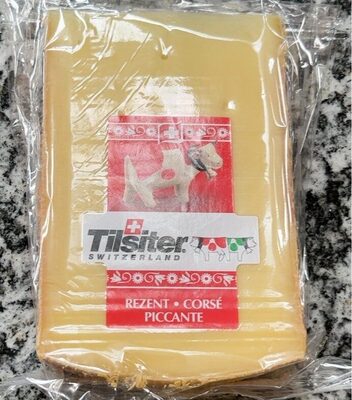 Tilsiter
SWITZERLAND
REZENT • CORSÉ
PICCANTE